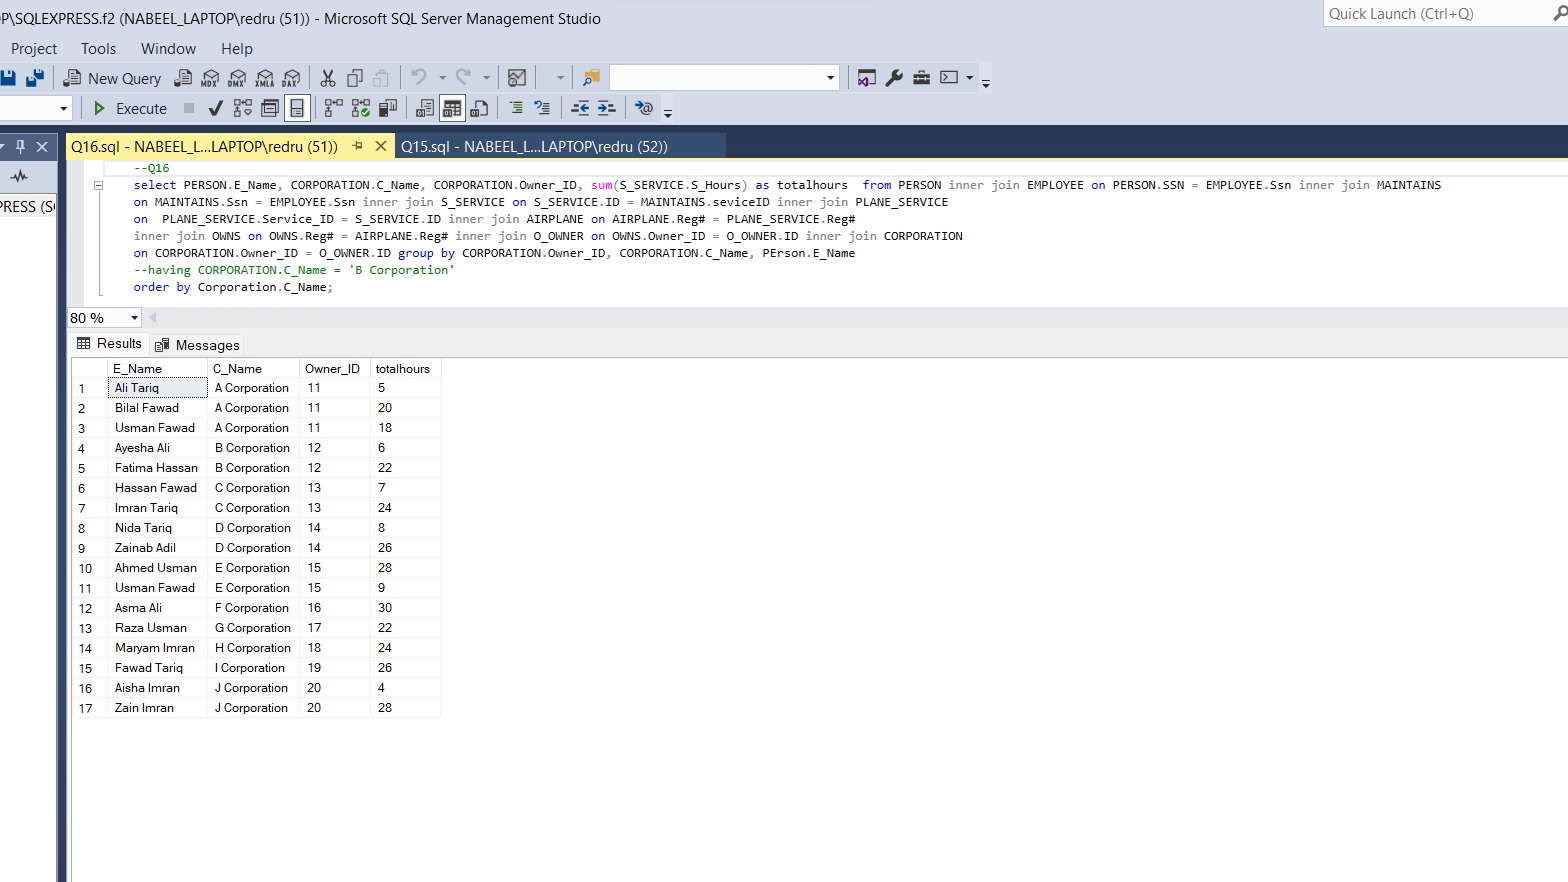 P\SQLEXPRESS.f2 (NABEEL_LAPTOP\redru (51)) - Microsoft SQL Server Management Studio
Quick Launch (Ctrl+Q)
Project Tools Window Help
New Query MDX DMX XMLA DAX
Execute
Q16.sql - NABEEL_L...LAPTOP\redru (51)) Q15.sql - NABEEL_L...LAPTOP\redru (52))
PRESS (S
--Q16
select PERSON.E_Name, CORPORATION.C_Name, CORPORATION.Owner_ID, sum(S_SERVICE.S_Hours) as totalhours  from PERSON inner join EMPLOYEE on PERSON.SSN = EMPLOYEE.Ssn inner join MAINTAINS
on MAINTAINS.Ssn = EMPLOYEE.Ssn inner join S_SERVICE on S_SERVICE.ID = MAINTAINS.seviceID inner join PLANE_SERVICE
on  PLANE_SERVICE.Service_ID = S_SERVICE.ID inner join AIRPLANE on AIRPLANE.Reg# = PLANE_SERVICE.Reg#
inner join OWNS on OWNS.Reg# = AIRPLANE.Reg# inner join O_OWNER on OWNS.Owner_ID = O_OWNER.ID inner join CORPORATION
on CORPORATION.Owner_ID = O_OWNER.ID group by CORPORATION.Owner_ID, CORPORATION.C_Name, PErson.E_Name
--having CORPORATION.C_Name = 'B Corporation'
order by Corporation.C_Name;
80 %
Results Messages
E_Name C_Name Owner_ID totalhours
1 Ali Tariq A Corporation 11 5
2 Bilal Fawad A Corporation 11 20
3 Usman Fawad A Corporation 11 18
4 Ayesha Ali B Corporation 12 6
5 Fatima Hassan B Corporation 12 22
6 Hassan Fawad C Corporation 13 7
7 Imran Tariq C Corporation 13 24
8 Nida Tariq D Corporation 14 8
9 Zainab Adil D Corporation 14 26
10 Ahmed Usman E Corporation 15 28
11 Usman Fawad E Corporation 15 9
12 Asma Ali F Corporation 16 30
13 Raza Usman G Corporation 17 22
14 Maryam Imran H Corporation 18 24
15 Fawad Tariq I Corporation 19 26
16 Aisha Imran J Corporation 20 4
17 Zain Imran J Corporation 20 28